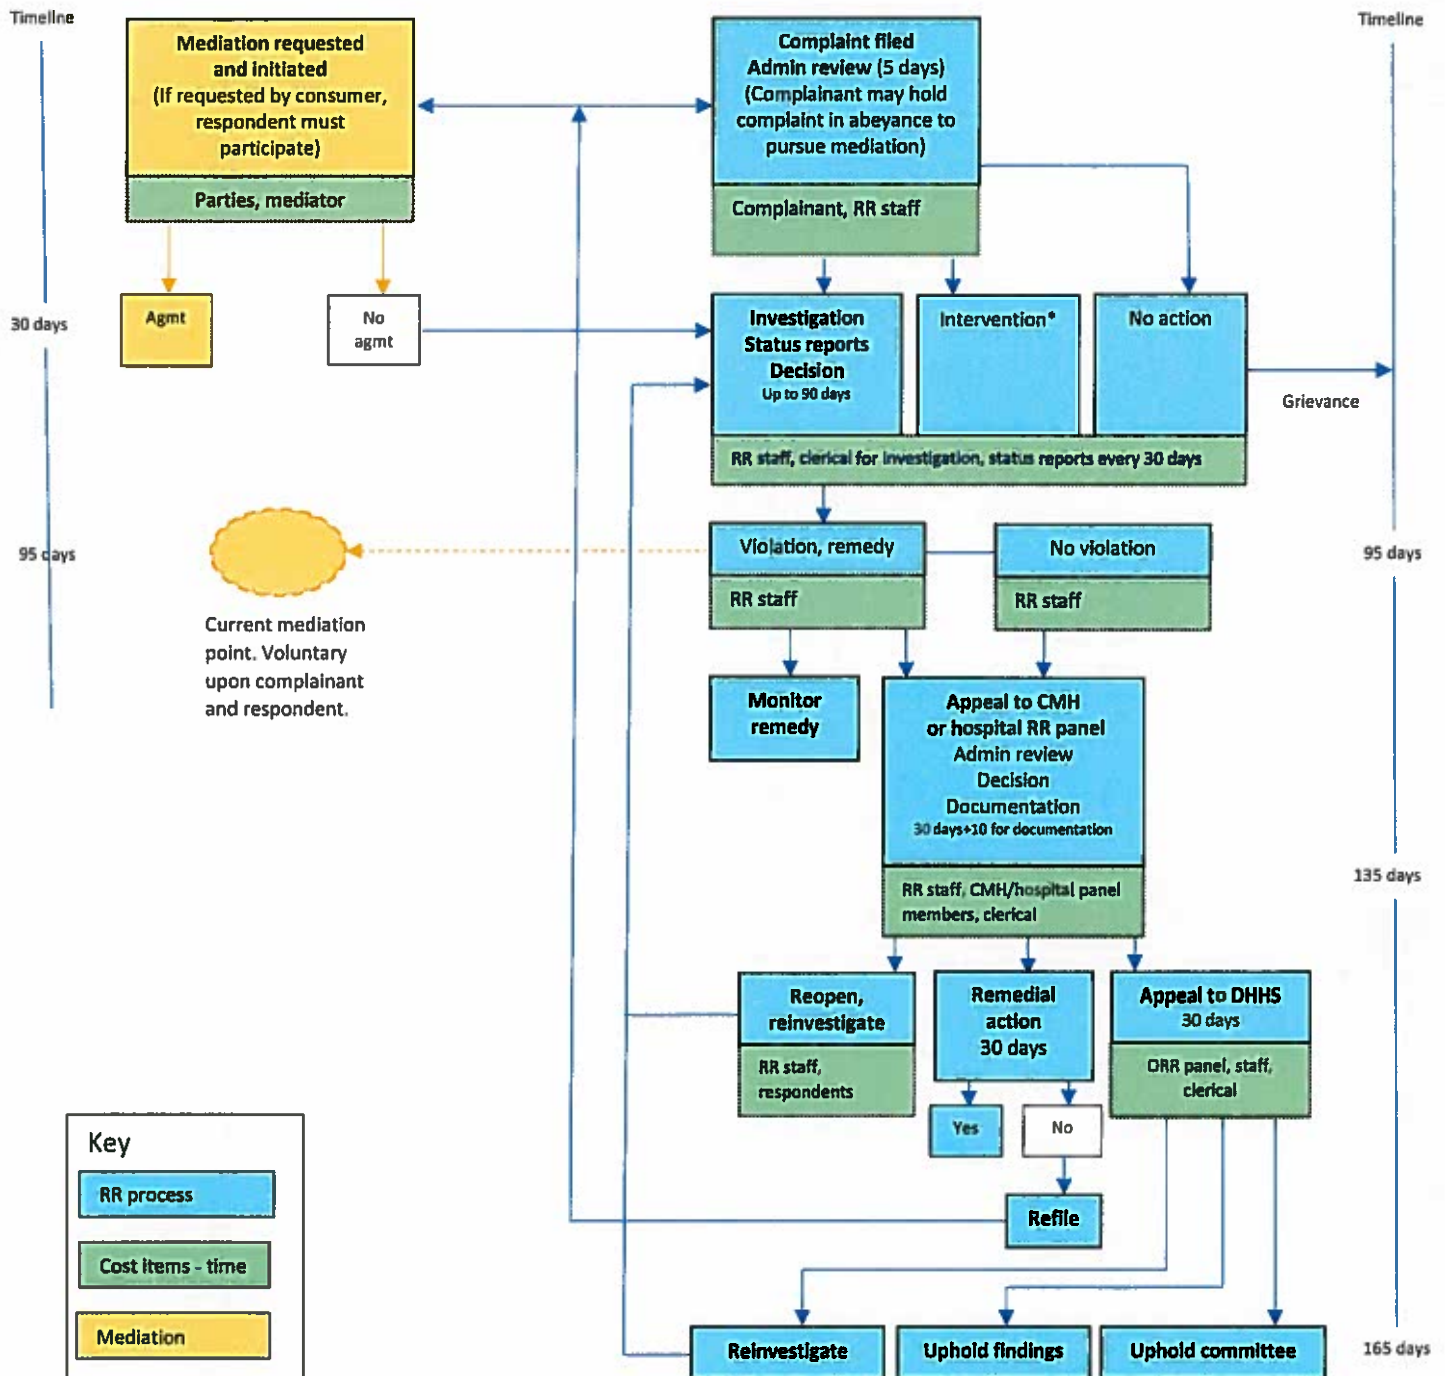 Timeline
Mediation requested
and initiated
(If requested by consumer,
respondent must
participate)
Parties, mediator
Complaint filed
Admin review (5 days)
(Complainant may hold
complaint in abeyance to
pursue mediation)
Complainant, RR staff
Timeline
30 days
Agmt
No
agmt
Investigation
Status reports
Decision
Up to 90 days
Intervention*
No action
Grievance
RR staff, clerical for investigation, status reports every 30 days
95 days
Current mediation
point. Voluntary
upon complainant
and respondent.
Violation, remedy
RR staff
No violation
RR staff
95 days
Monitor
remedy
Appeal to CMH
or hospital RR panel
Admin review
Decision
Documentation
30 days+10 for documentation
RR staff, CMH/hospital panel
members, clerical
135 days
Reopen,
reinvestigate
RR staff,
respondents
Remedial
action
30 days
Appeal to DHHS
30 days
ORR panel, staff,
clerical
Yes
No
Refile
Key
RR process
Cost items - time
Mediation
Reinvestigate
Uphold findings
Uphold committee
165 days